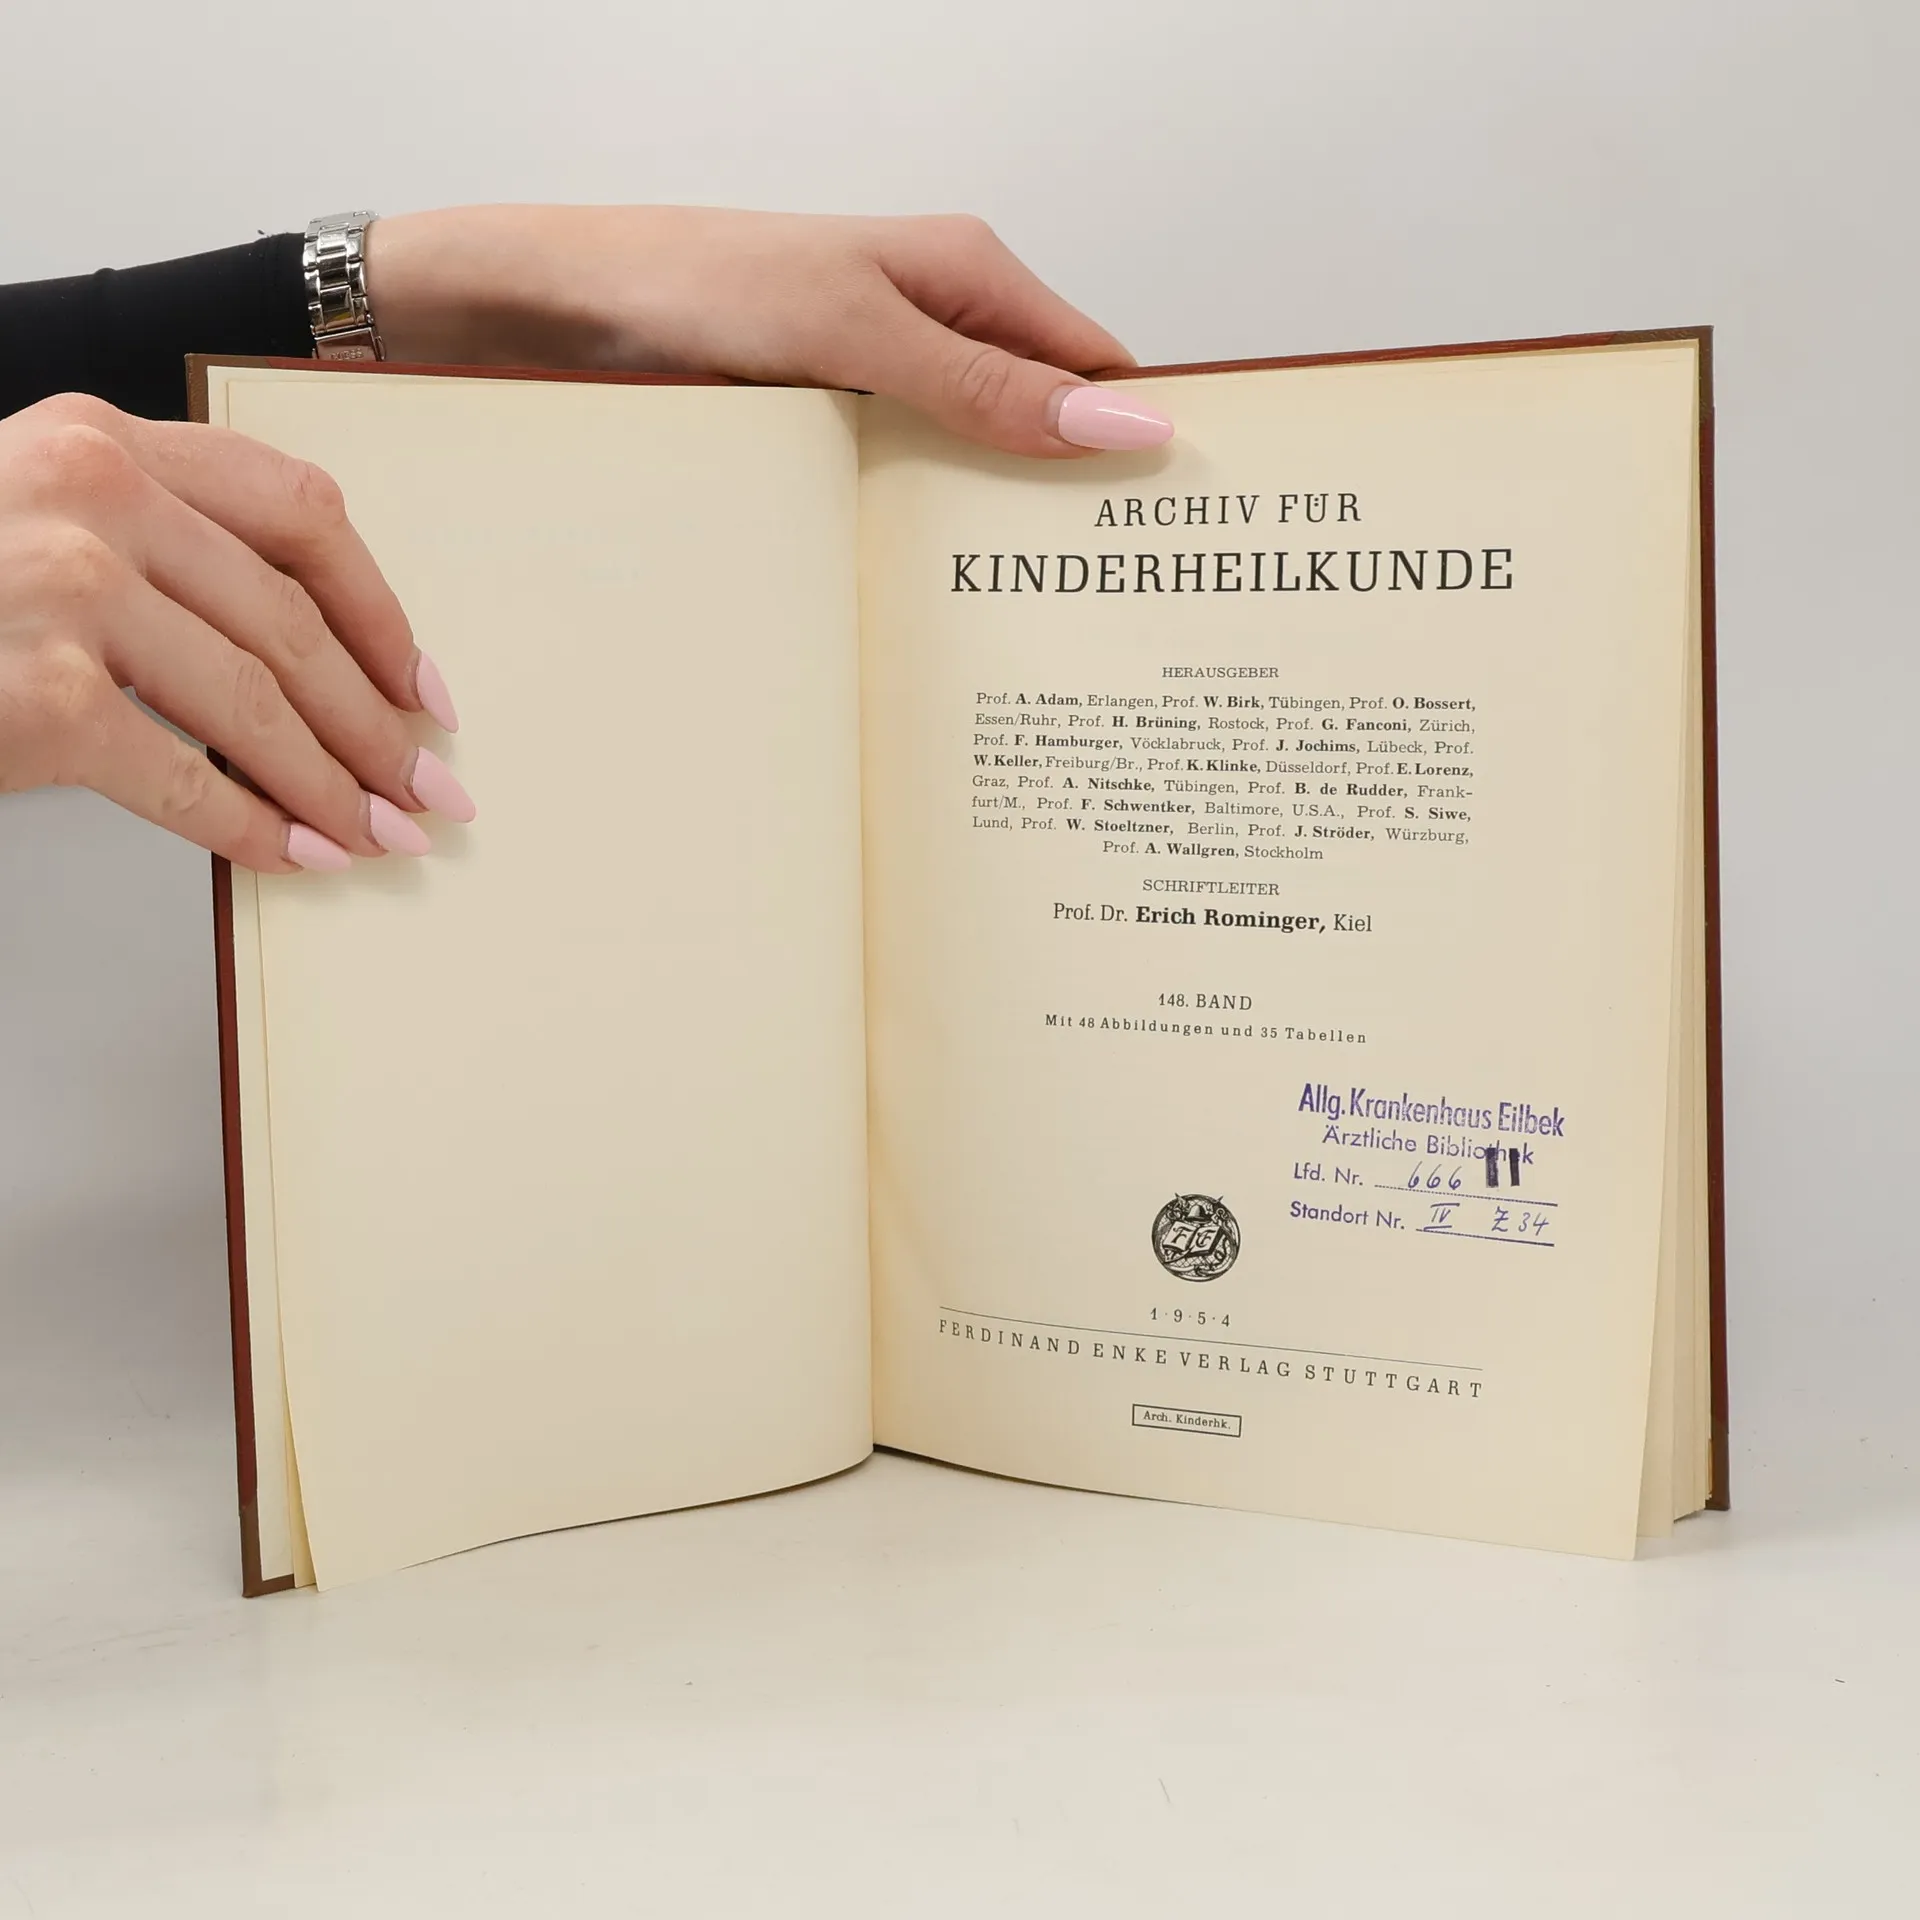 ARCHIV FÜR
KINDERHEILKUNDE
HERAUSGEBER
Prof. A. Adam, Erlangen, Prof. W. Birk, Tübingen, Prof. O. Bossert,
Essen/Ruhr, Prof. H. Brüning, Rostock, Prof. G. Fanconi, Zürich,
Prof. F. Hamburger, Vöcklabruck, Prof. J. Jochims, Lübeck, Prof.
W. Keller, Freiburg/Br., Prof. K. Klinke, Düsseldorf, Prof. E. Lorenz,
Graz, Prof. A. Nitschke, Tübingen, Prof. B. de Rudder, Frank-
furt/M., Prof. F. Schwentker, Baltimore, U.S.A., Prof. S. Siwe,
Lund, Prof. W. Stoeltzner, Berlin, Prof. J. Ströder, Würzburg,
Prof. A. Wallgren, Stockholm
SCHRIFTLEITER
Prof. Dr. Erich Rominger, Kiel
148. BAND
Mit 48 Abbildungen und 35 Tabellen
Allg. Krankenhaus Eilbek
Ärztliche Bibliothek
Lfd. Nr. 666
Standort Nr. IV Z 34
F E
1·9·5·4
FERDINAND ENKE VERLAG STUTTGART
Arch. Kinderhk.